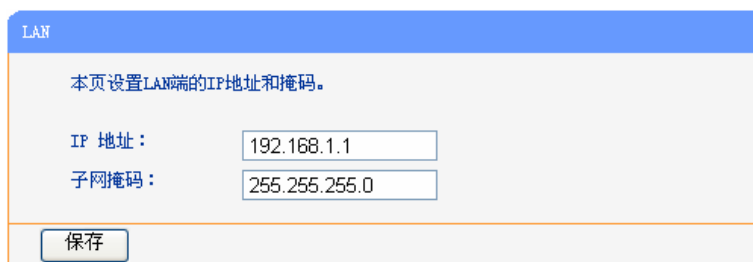 LAN
本页设置LAN端的IP地址和掩码。
IP 地址： 192.168.1.1
子网掩码： 255.255.255.0
保存